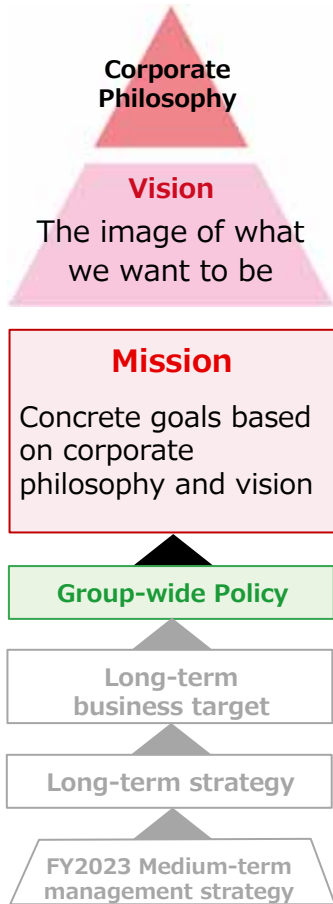 Corporate
Philosophy
Vision
The image of what
we want to be
Mission
Concrete goals based
on corporate
philosophy and vision
Group-wide Policy
Long-term
business target
Long-term strategy
FY2023 Medium-term
management strategy